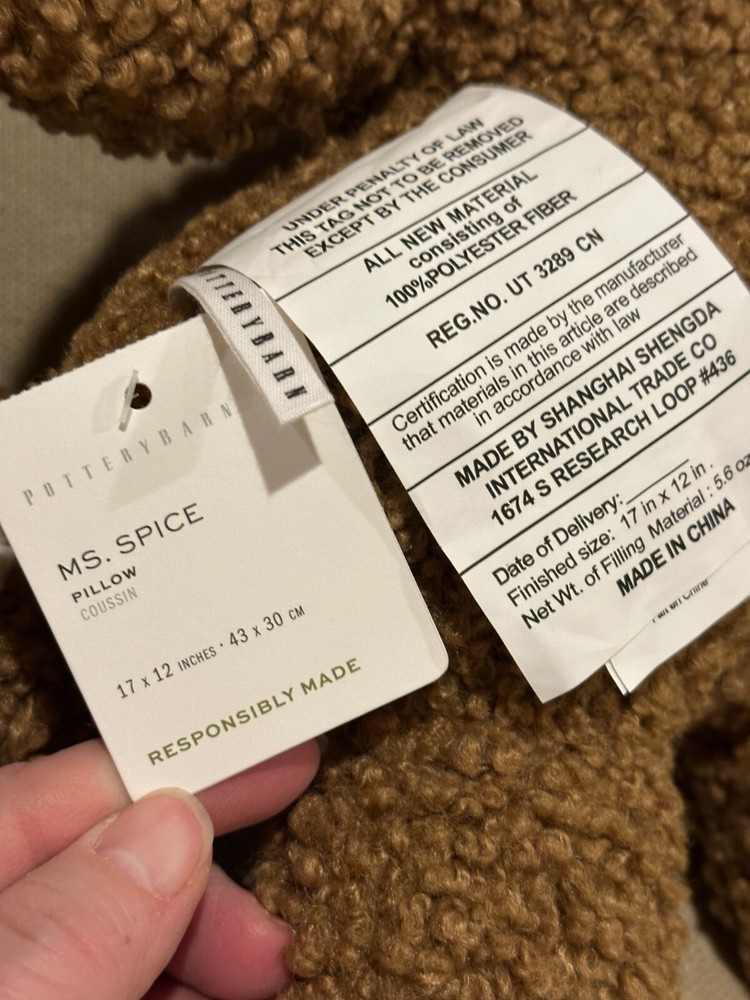 POTTERYBARN
MS. SPICE
PILLOW
COUSSIN
17 x 12 INCHES · 43 x 30 CM
RESPONSIBLY MADE
TTERYBARN
UNDER PENALTY OF LAW
THIS TAG NOT TO BE REMOVED
EXCEPT BY THE CONSUMER
ALL NEW MATERIAL
consisting of
100%POLYESTER FIBER
REG.NO. UT 3289 CN
Certification is made by the manufacturer
that materials in this article are described
in accordance with law
MADE BY SHANGHAI SHENGDA
INTERNATIONAL TRADE CO
1674 S RESEARCH LOOP #436
Date of Delivery:
Finished size: 17 in x 12 in .
Net Wt. of Filling Material : 5.6 oz
MADE IN CHINA